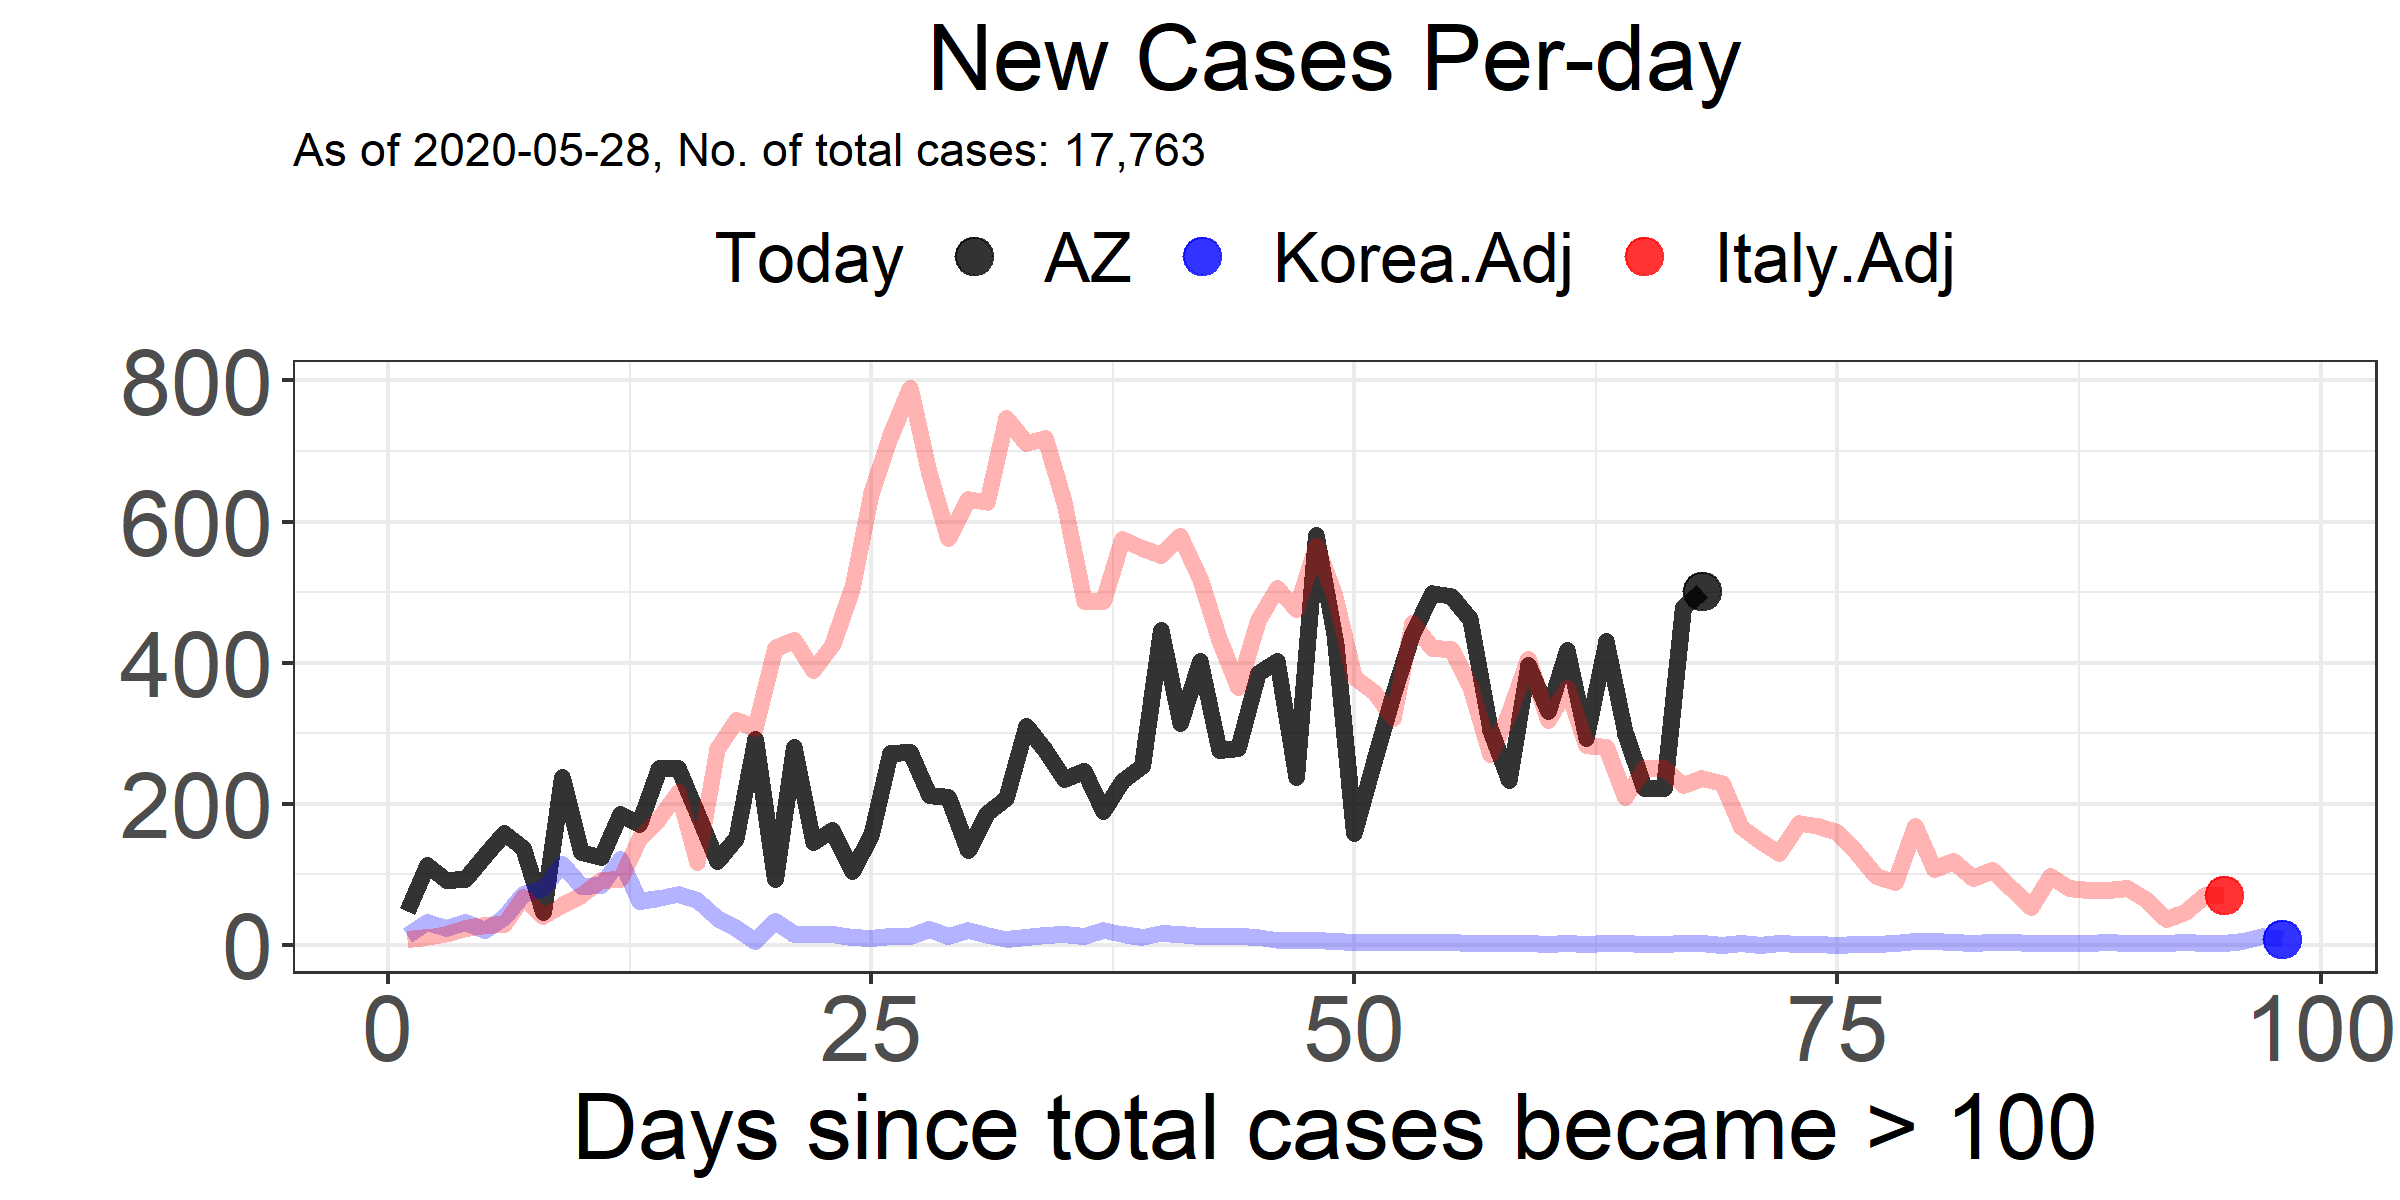 New Cases Per-day
As of 2020-05-28, No. of total cases: 17,763
Today AZ Korea.Adj Italy.Adj
800
600
400
200
0
0 25 50 75 100
Days since total cases became > 100